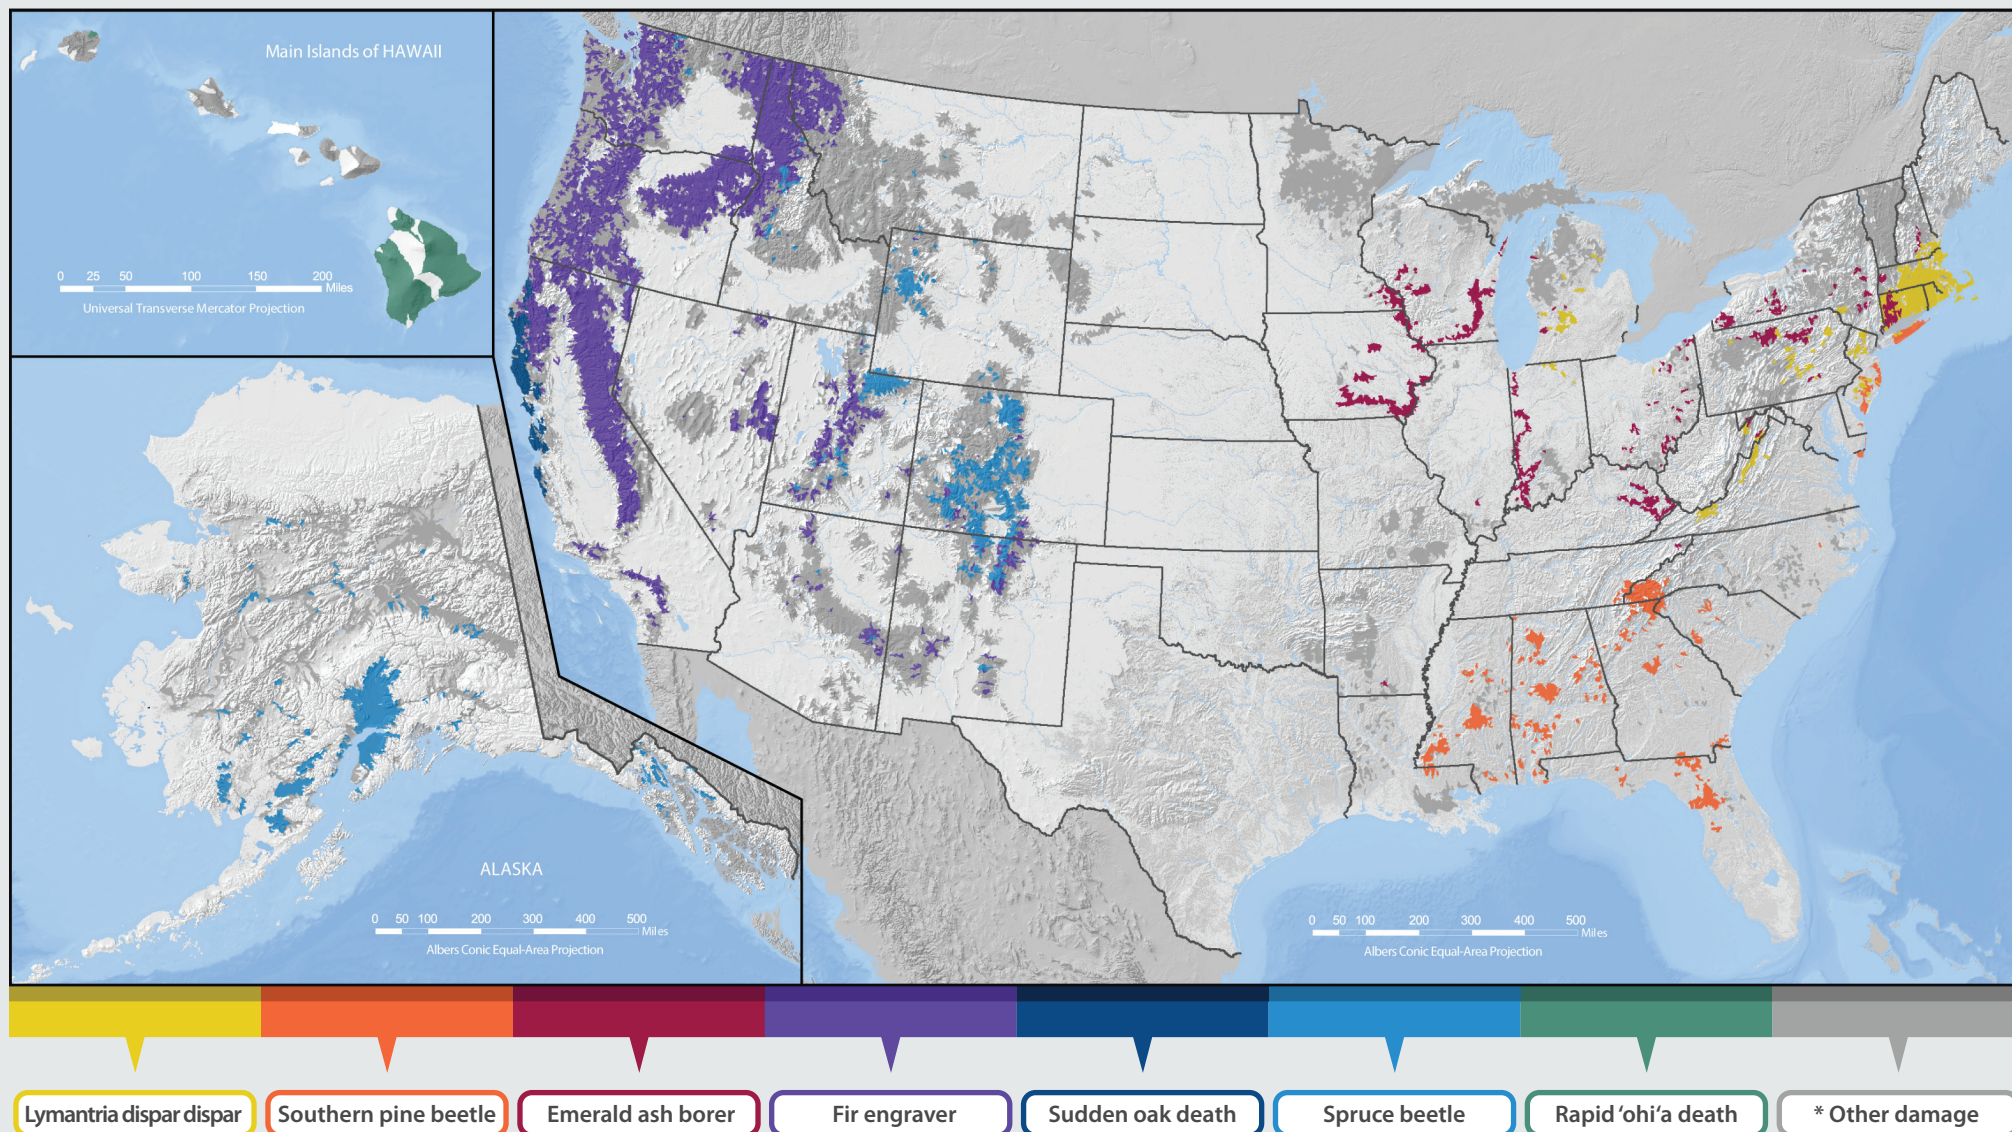 Main Islands of HAWAII
0 25 50 100 150 200
Miles
Universal Transverse Mercator Projection
ALASKA
0 50 100 200 300 400 500
Miles
Albers Conic Equal-Area Projection
0 50 100 200 300 400 500
Miles
Albers Conic Equal-Area Projection
Lymantria dispar dispar
Southern pine beetle
Emerald ash borer
Fir engraver
Sudden oak death
Spruce beetle
Rapid ‘ohi‘a death
* Other damage